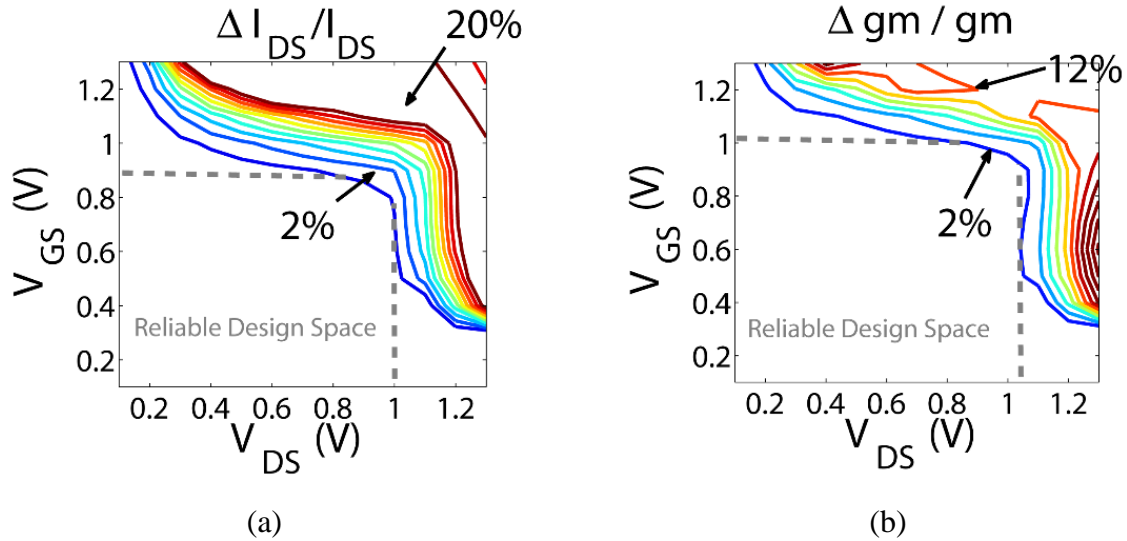 Δ I_DS/I_DS
20%
V_GS (V)
1.2
1
0.8
0.6
0.4
0.2
2%
Reliable Design Space
0.2 0.4 0.6 0.8 1 1.2
V_DS (V)
(a)
Δ gm / gm
12%
V_GS (V)
1.2
1
0.8
0.6
0.4
0.2
2%
Reliable Design Space
0.2 0.4 0.6 0.8 1 1.2
V_DS (V)
(b)